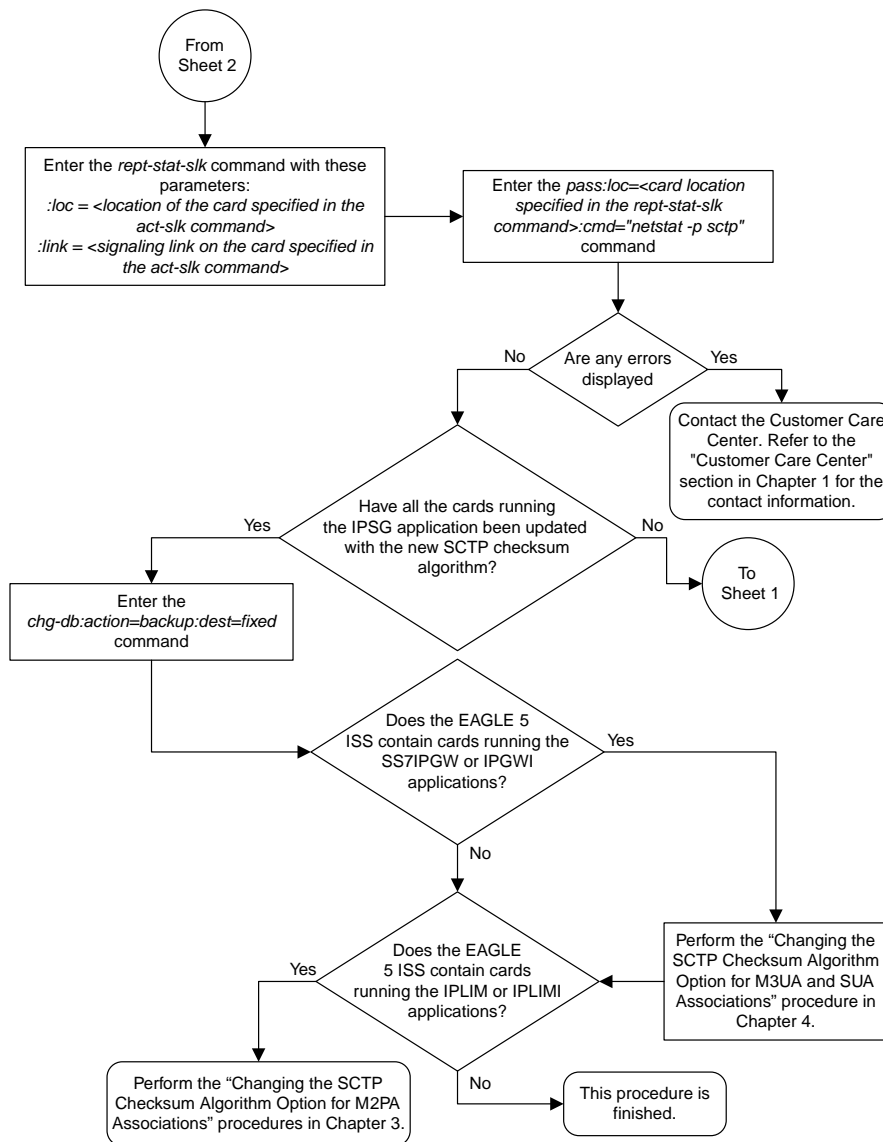 From
Sheet 2
Enter the rept-stat-slk command with these
parameters:
:loc = <location of the card specified in the
act-slk command>
:link = <signaling link on the card specified in
the act-slk command>
Enter the pass:loc=<card location
specified in the rept-stat-slk
command>:cmd="netstat -p sctp"
command
Are any errors
displayed
No
Yes
Contact the Customer Care
Center. Refer to the
"Customer Care Center"
section in Chapter 1 for the
contact information.
Have all the cards running
the IPSG application been updated
with the new SCTP checksum
algorithm?
Yes
No
To
Sheet 1
Enter the
chg-db:action=backup:dest=fixed
command
Does the EAGLE 5
ISS contain cards running the
SS7IPGW or IPGWI
applications?
Yes
No
Perform the “Changing the
SCTP Checksum Algorithm
Option for M3UA and SUA
Associations” procedure in
Chapter 4.
Does the EAGLE
5 ISS contain cards
running the IPLIM or IPLIMI
applications?
Yes
No
Perform the “Changing the SCTP
Checksum Algorithm Option for M2PA
Associations” procedures in Chapter 3.
This procedure is
finished.